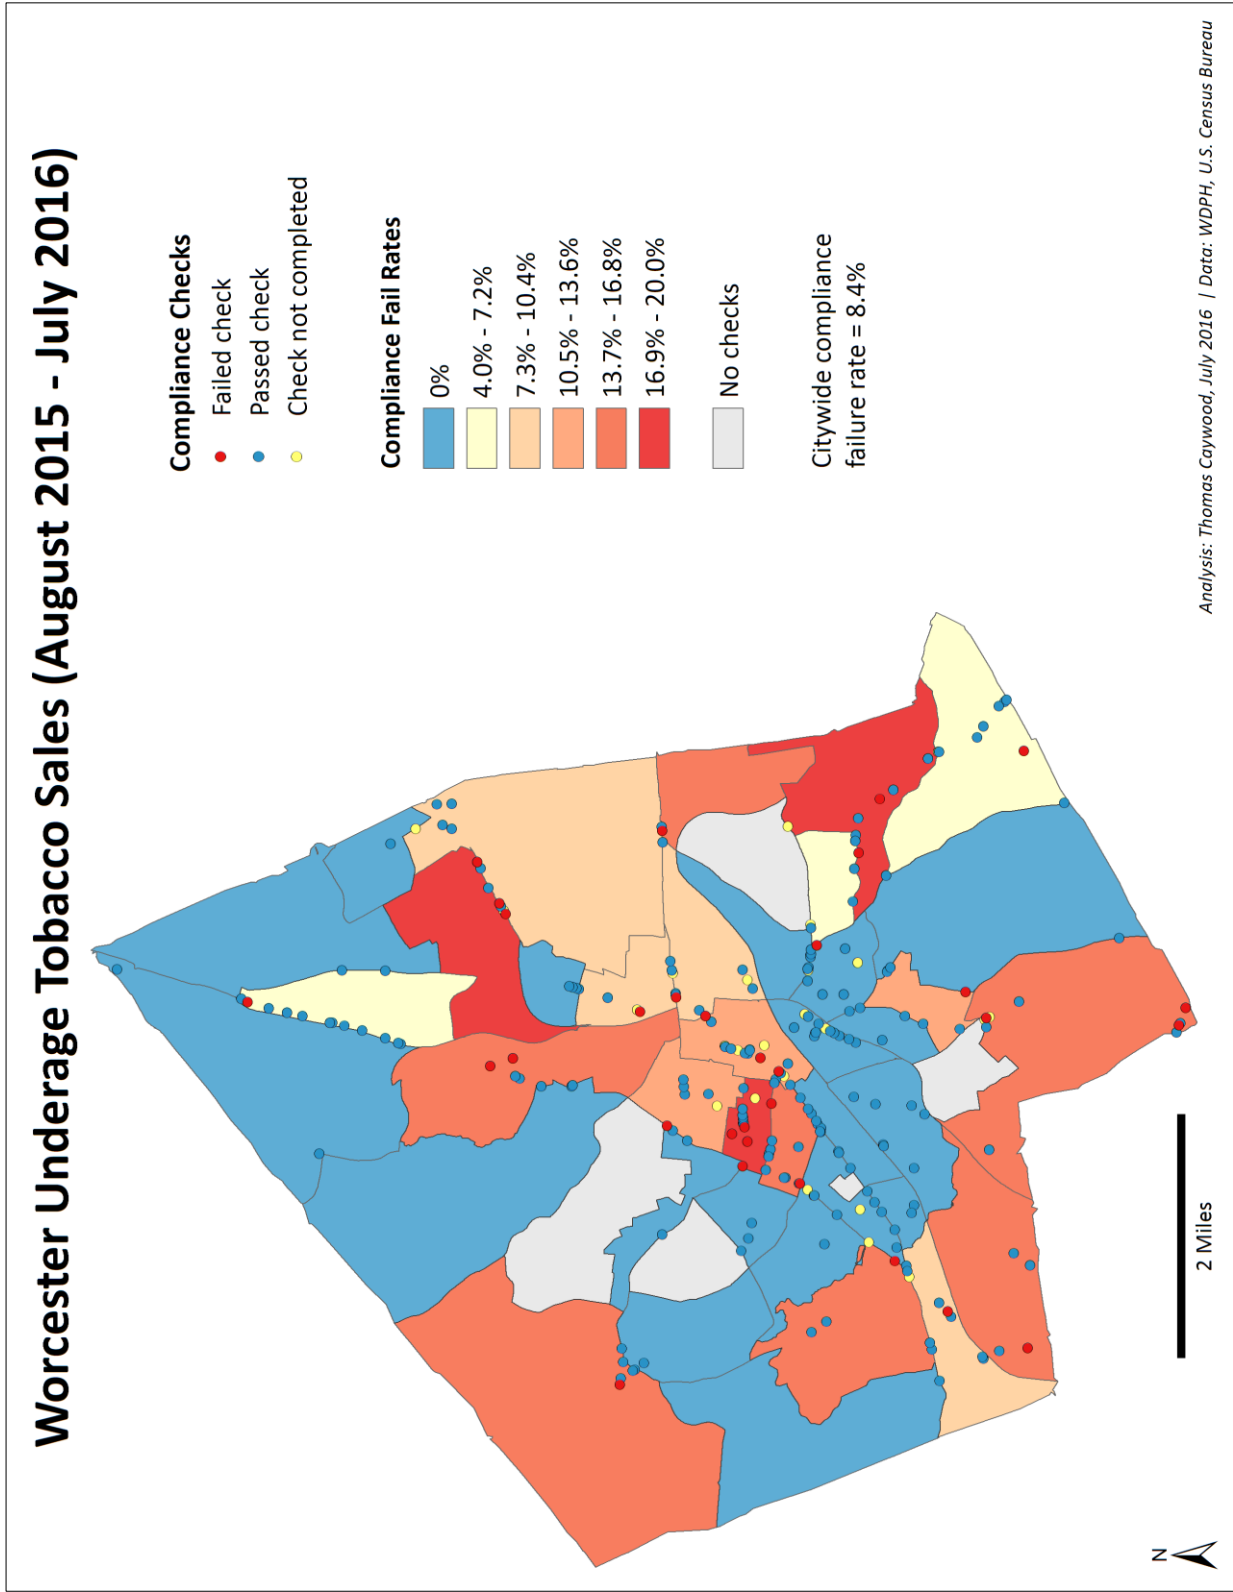 Worcester Underage Tobacco Sales (August 2015 - July 2016)
Compliance Checks
Failed check
Passed check
Check not completed
Compliance Fail Rates
0%
4.0% - 7.2%
7.3% - 10.4%
10.5% - 13.6%
13.7% - 16.8%
16.9% - 20.0%
No checks
Citywide compliance
failure rate = 8.4%
N
2 Miles
Analysis: Thomas Caywood, July 2016 | Data: WDPH, U.S. Census Bureau